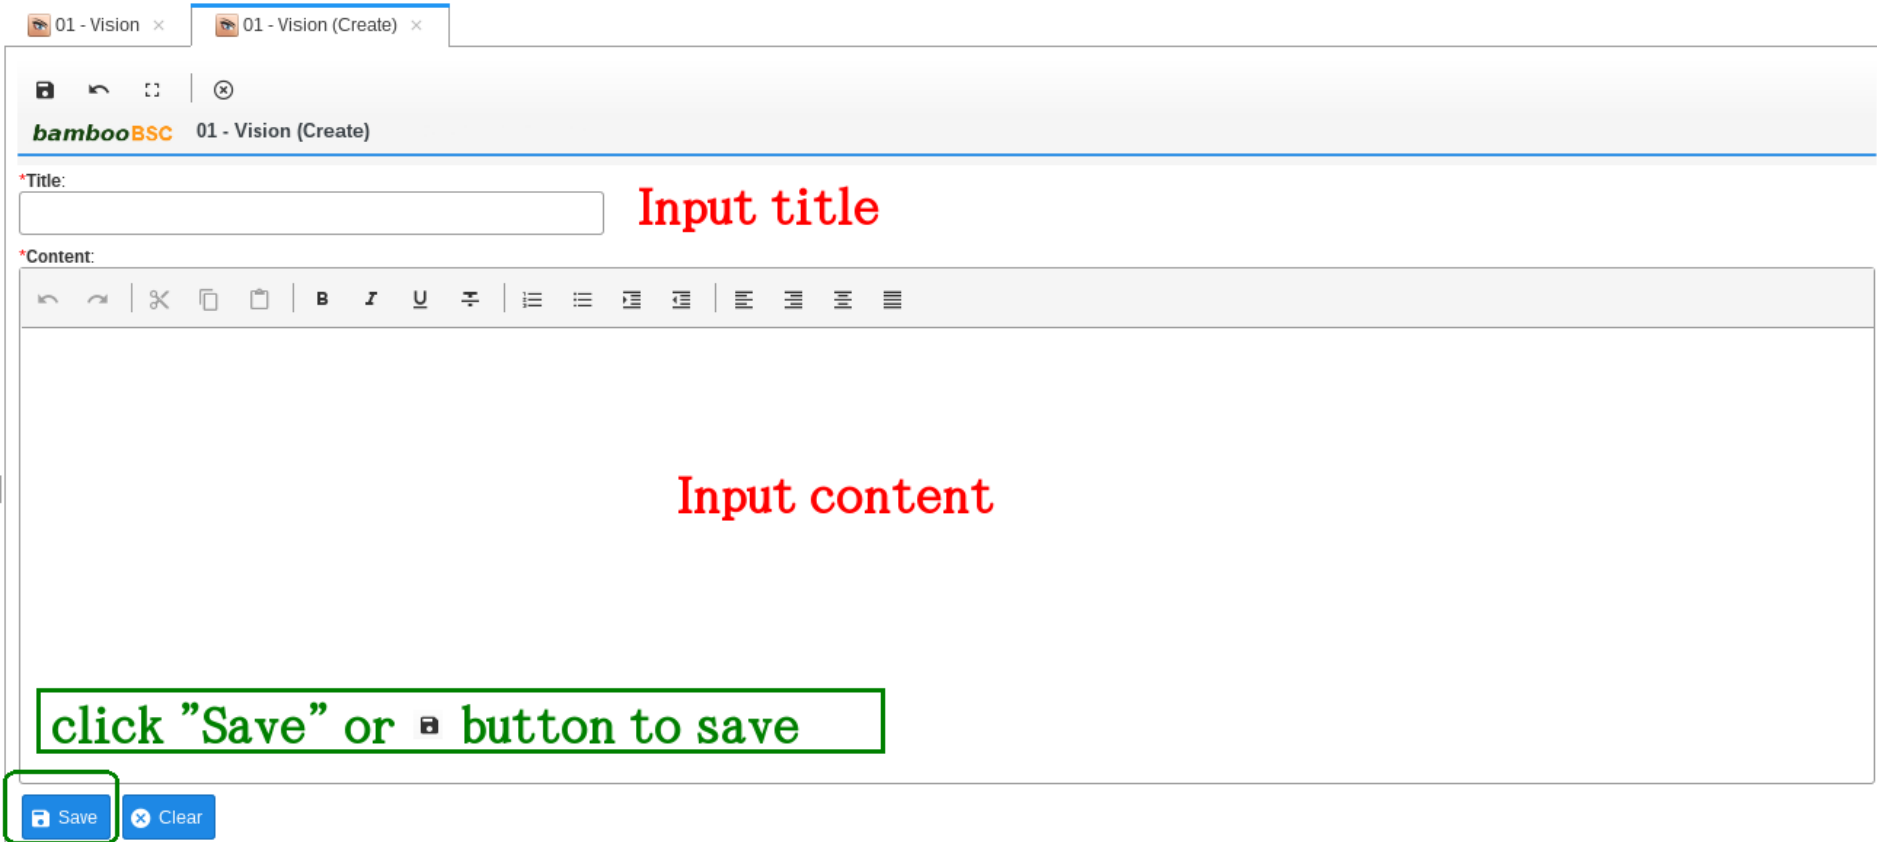 01 - Vision
01 - Vision (Create)
bambooBSC 01 - Vision (Create)
*Title:
Input title
*Content:
B I U T
Input content
click "Save" or button to save
Save
Clear